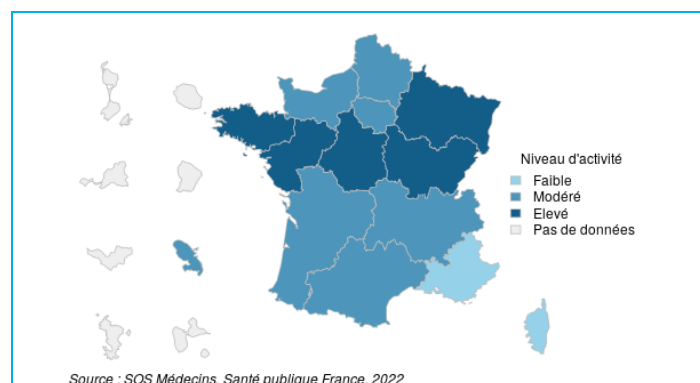 Niveau d'activité
Faible
Modéré
Elevé
Pas de données
Source : SOS Médecins, Santé publique France, 2022